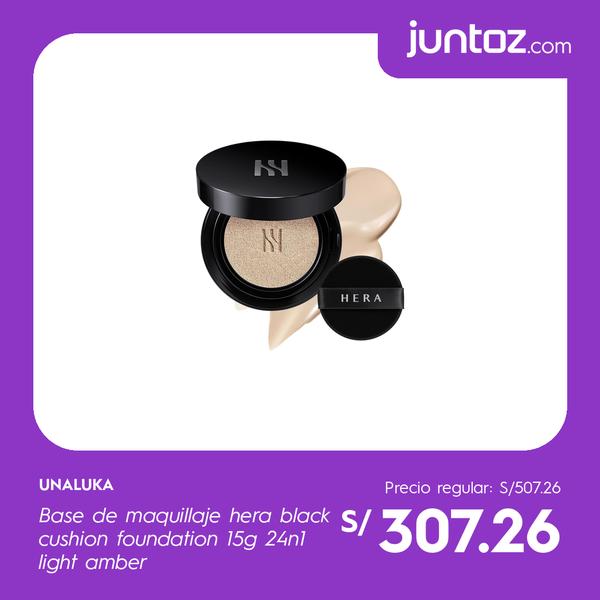 juntoz.com
HERA
UNALUKA
Base de maquillaje hera black
cushion foundation 15g 24n1
light amber
Precio regular: S/507.26
S/ 307.26